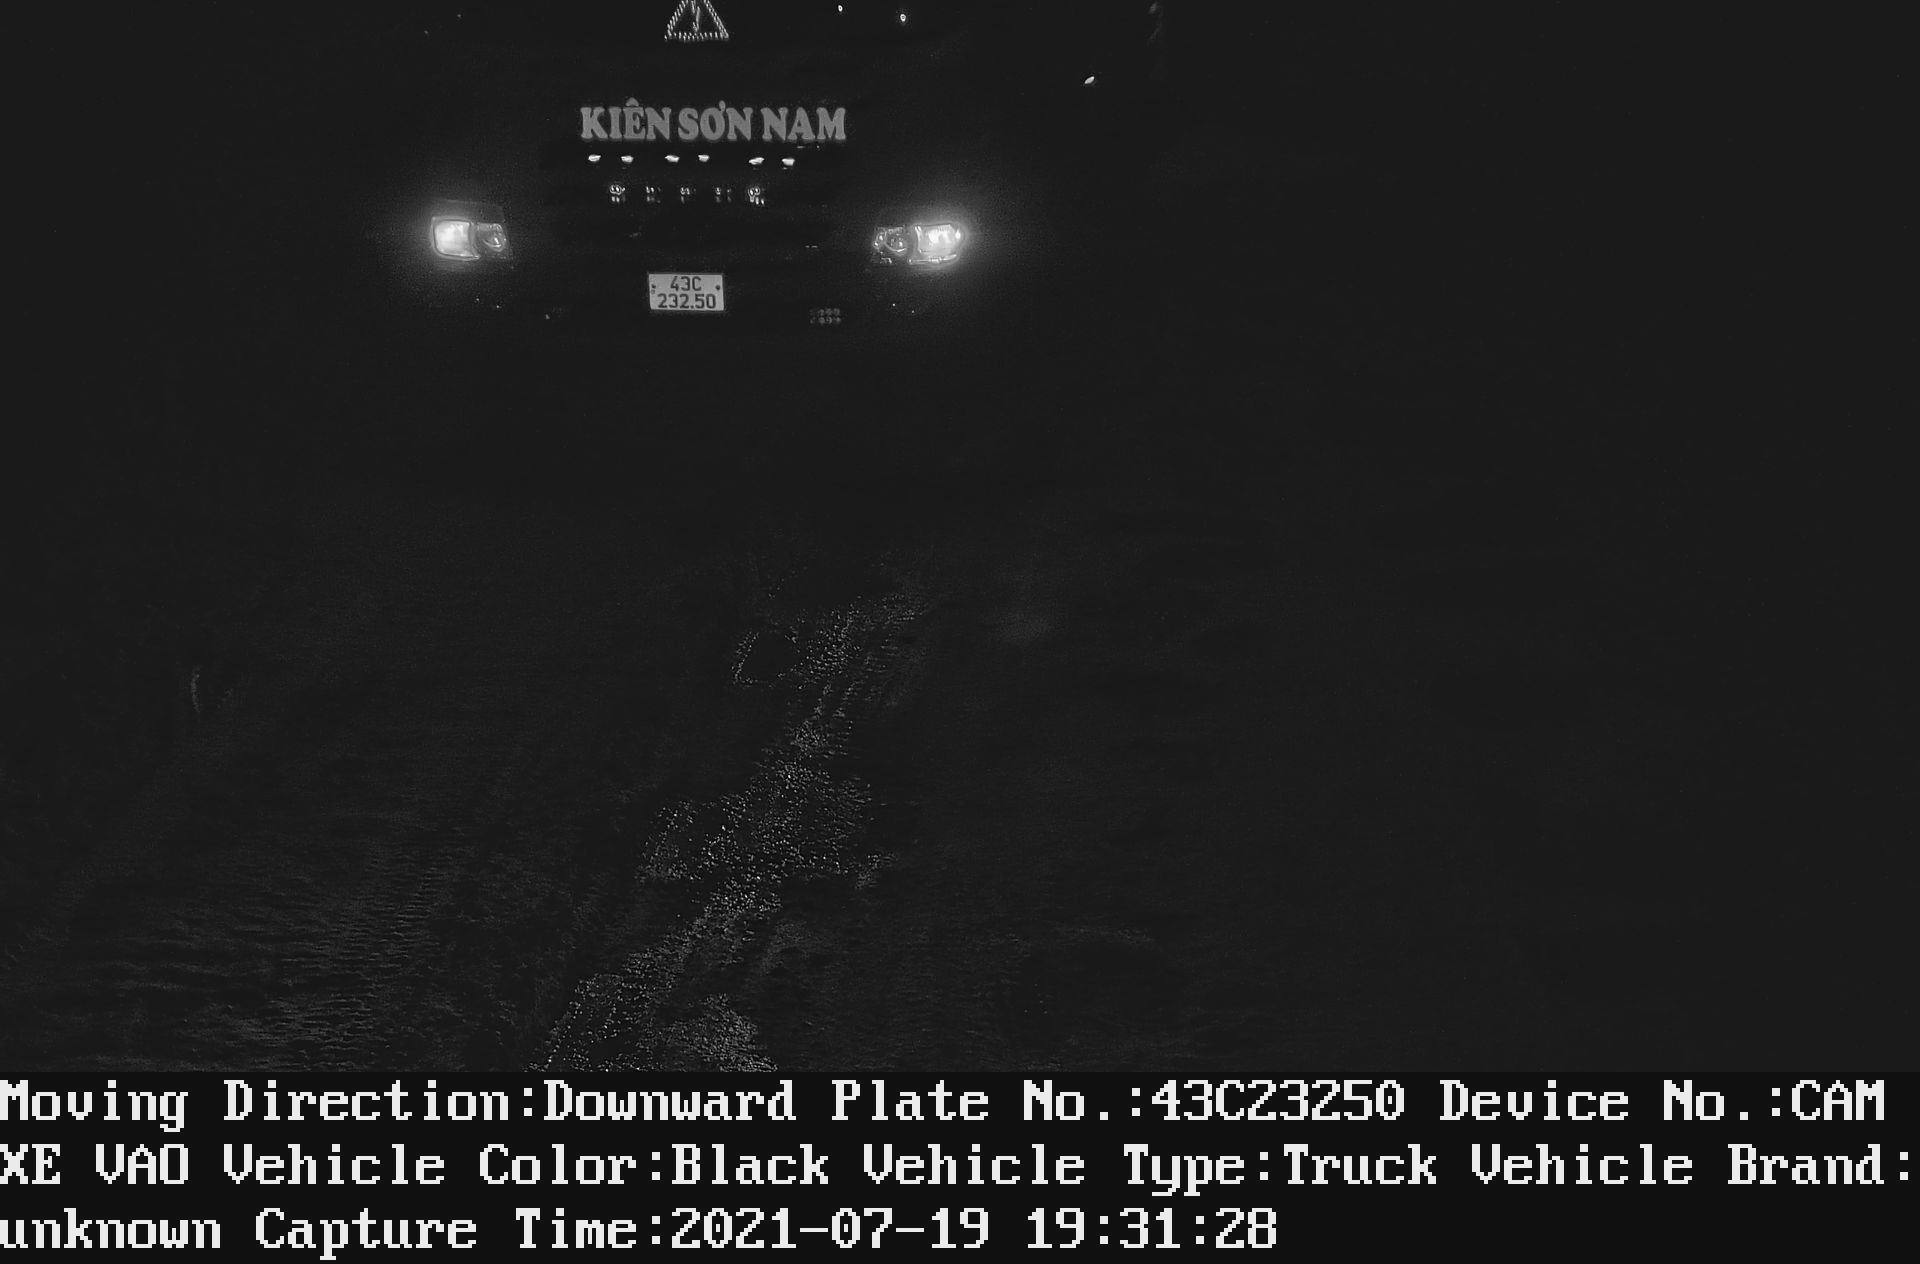 KIÊN SƠN NAM
43C
232.50
Moving Direction:Downward Plate No.:43C23250 Device No.:CAM
XE VAO Vehicle Color:Black Vehicle Type:Truck Vehicle Brand:
unknown Capture Time:2021-07-19 19:31:28